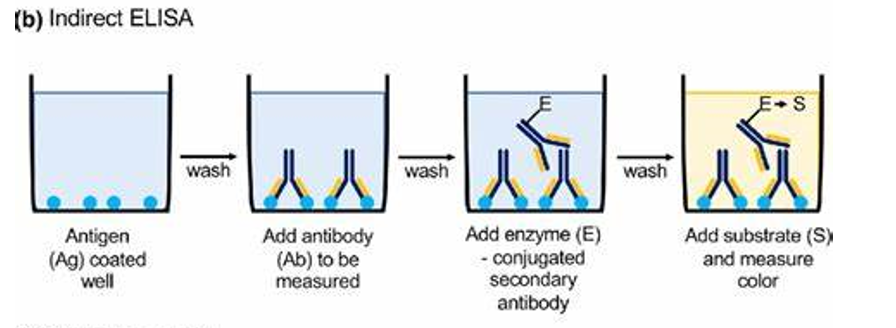 (b) Indirect ELISA
E
E → S
wash
wash
wash
Antigen
(Ag) coated
well
Add antibody
(Ab) to be
measured
Add enzyme (E)
- conjugated
secondary
antibody
Add substrate (S)
and measure
color